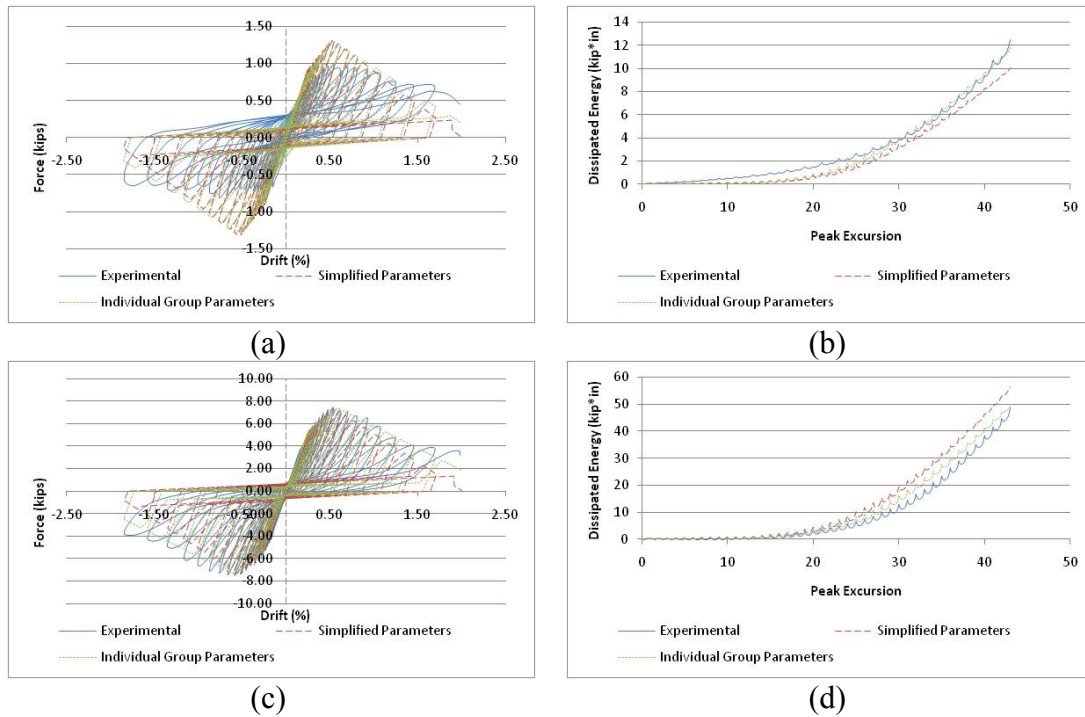 1.50
1.00
0.50
0.00
-2.50 -1.50 -0.50 0.50 1.50 2.50
-0.50
-1.00
-1.50
Force (kips)
Drift (%)
Experimental Simplified Parameters
Individual Group Parameters
(a)
14
12
10
8
6
4
2
0
0 10 20 30 40 50
Dissipated Energy (kip*in)
Peak Excursion
Experimental Simplified Parameters
Individual Group Parameters
(b)
10.00
8.00
6.00
4.00
2.00
0.00
-2.50 -1.50 -0.50 0.50 1.50 2.50
-2.00
-4.00
-6.00
-8.00
-10.00
Force (kips)
Drift (%)
Experimental Simplified Parameters
Individual Group Parameters
(c)
60
50
40
30
20
10
0
0 10 20 30 40 50
Dissipated Energy (kip*in)
Peak Excursion
Experimental Simplified Parameters
Individual Group Parameters
(d)